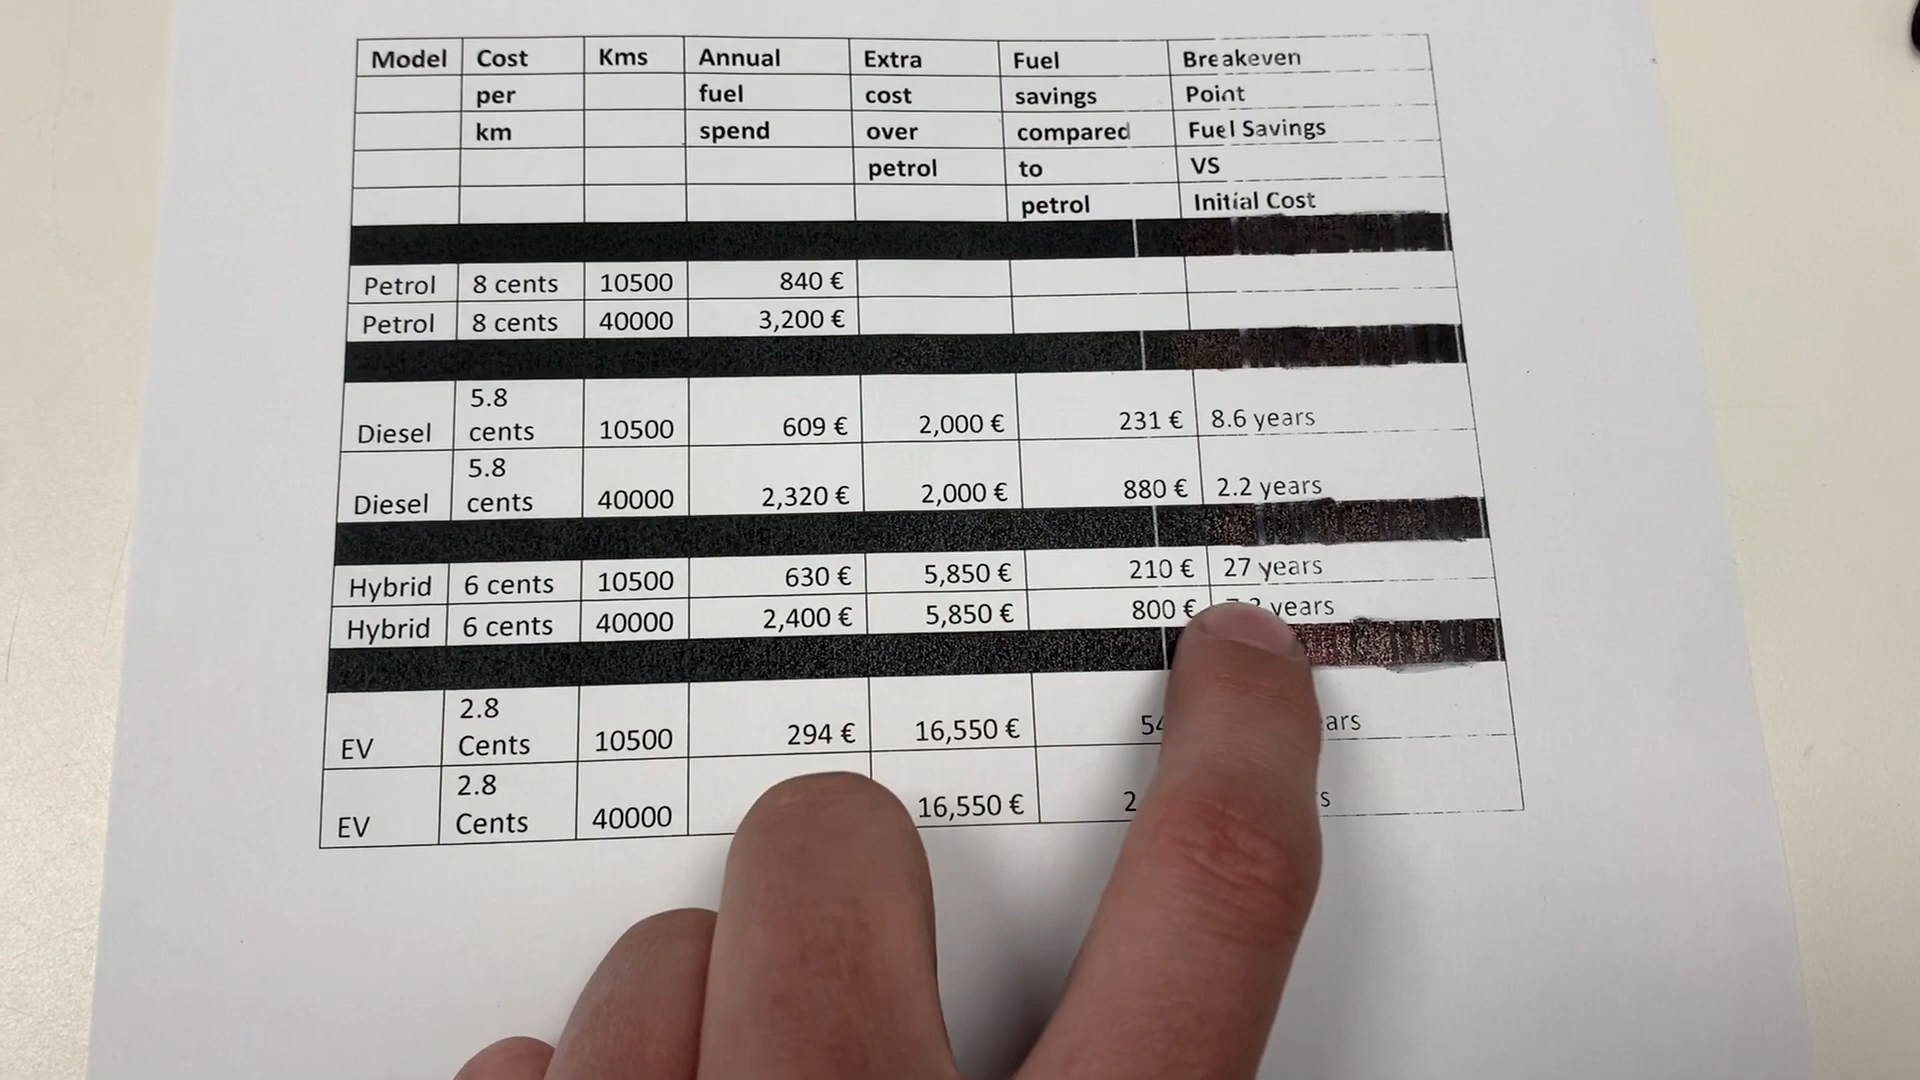 Model Cost Kms Annual Extra Fuel Breakeven
per fuel cost savings Point
km spend over compared Fuel Savings
petrol to VS
petrol Initial Cost
Petrol 8 cents 10500 840 €
Petrol 8 cents 40000 3,200 €
5.8
Diesel cents 10500 609 € 2,000 € 231 € 8.6 years
5.8
Diesel cents 40000 2,320 € 2,000 € 880 € 2.2 years
Hybrid 6 cents 10500 630 € 5,850 € 210 € 27 years
Hybrid 6 cents 40000 2,400 € 5,850 € 800 € years
2.8
EV Cents 10500 294 € 16,550 €
2.8
EV Cents 40000 16,550 €